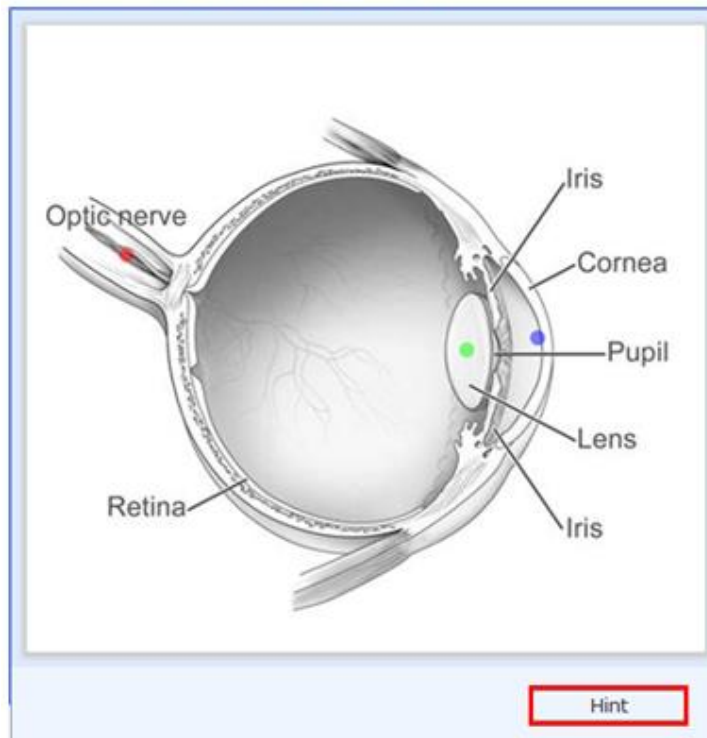 Iris
Optic nerve
Cornea
Pupil
Lens
Retina
Iris
Hint